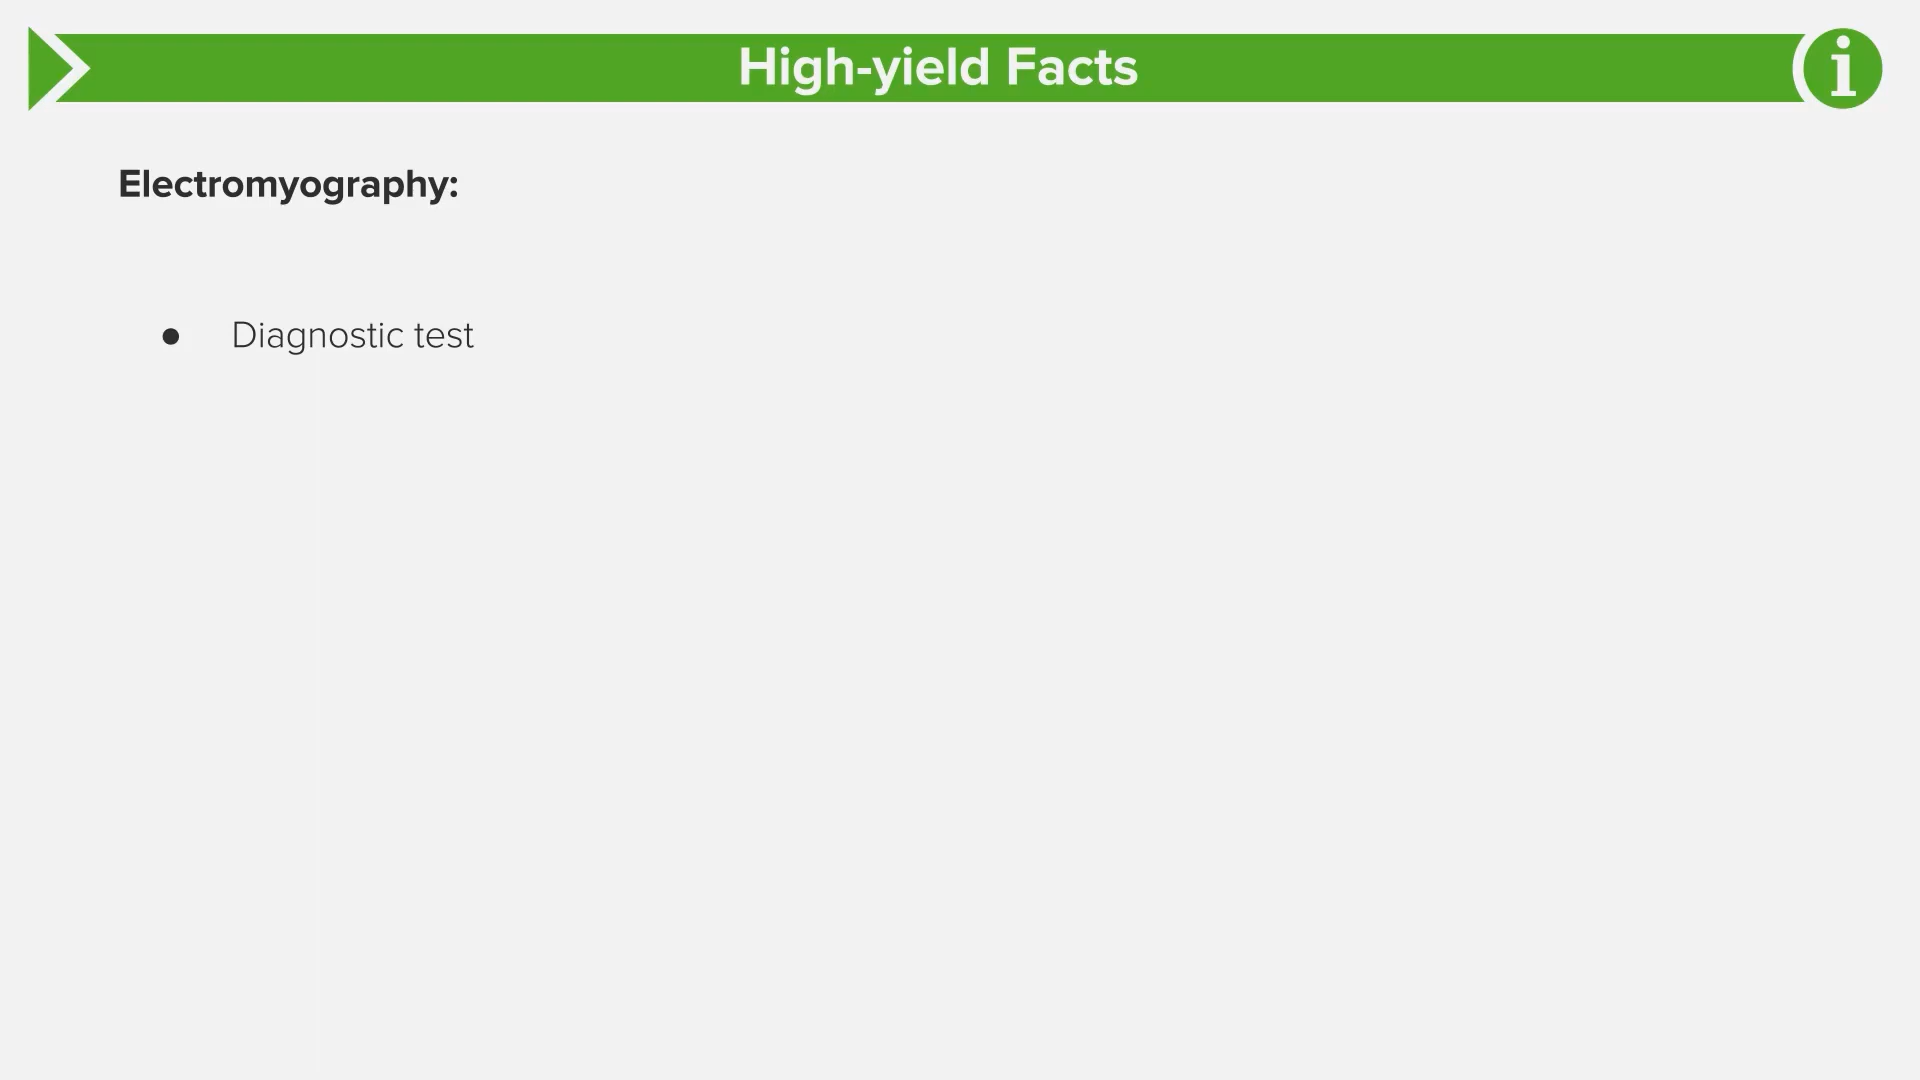 High-yield Facts
i
Electromyography:
● Diagnostic test